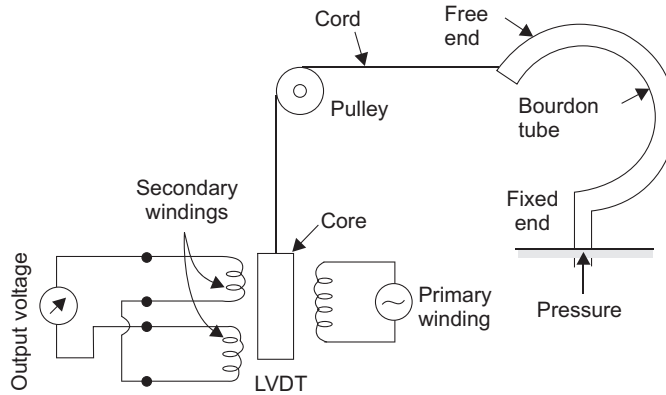 Cord
Free
end
Pulley
Bourdon
tube
Secondary
windings
Core
Fixed
end
Output voltage
Primary
winding
Pressure
LVDT